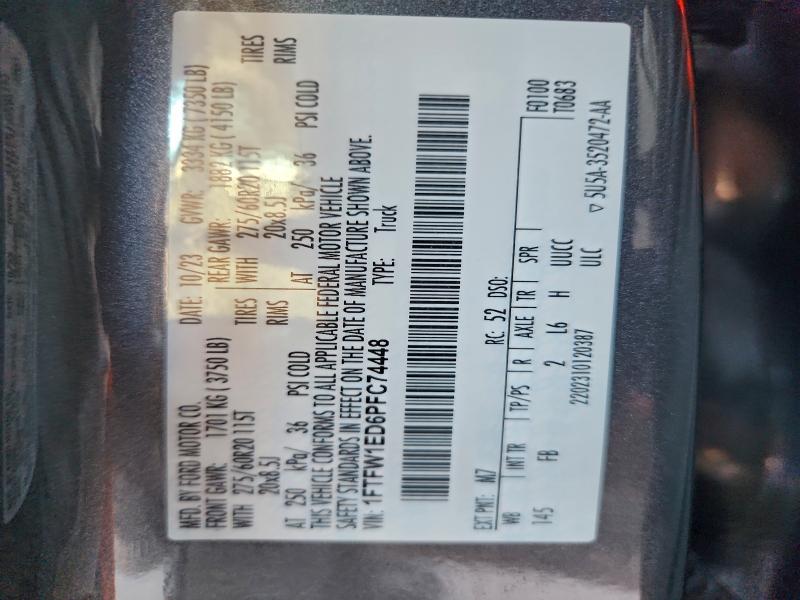 MFD. BY FORD MOTOR CO.
DATE: 10/23 GVWR: 3334 KG ( 7350 LB)
FRONT GAWR: 1701 KG ( 3750 LB) REAR GAWR: 1882 KG ( 4150 LB)
WITH 275/60R20 115T TIRES WITH 275/60R20 115T TIRES
20x8.5J RIMS 20x8.5J RIMS
AT 250 kPa/ 36 PSI COLD AT 250 kPa/ 36 PSI COLD
THIS VEHICLE CONFORMS TO ALL APPLICABLE FEDERAL MOTOR VEHICLE
SAFETY STANDARDS IN EFFECT ON THE DATE OF MANUFACTURE SHOWN ABOVE.
VIN: 1FTFW1ED6PFC74448 TYPE: Truck
EXT PNT: M7 RC: 52 DSO: F0100
WB INT TR TP/PS R AXLE TR SPR T0683
145 FB 2 L6 H UUCC
2202310120387 ULC ▽ 5U5A-3520472-AA